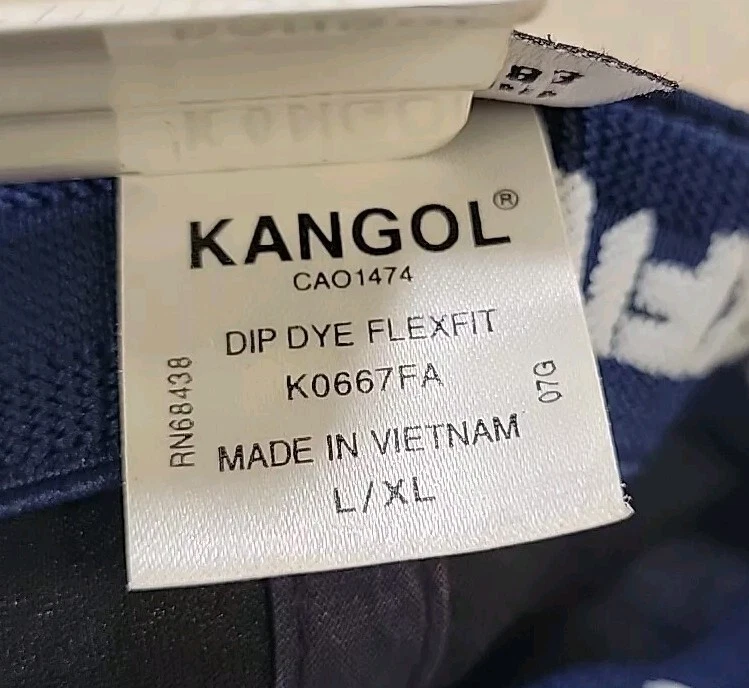 KANGOL®
CAO1474
DIP DYE FLEXFIT
K0667FA
MADE IN VIETNAM
L/XL
RN68438
07G